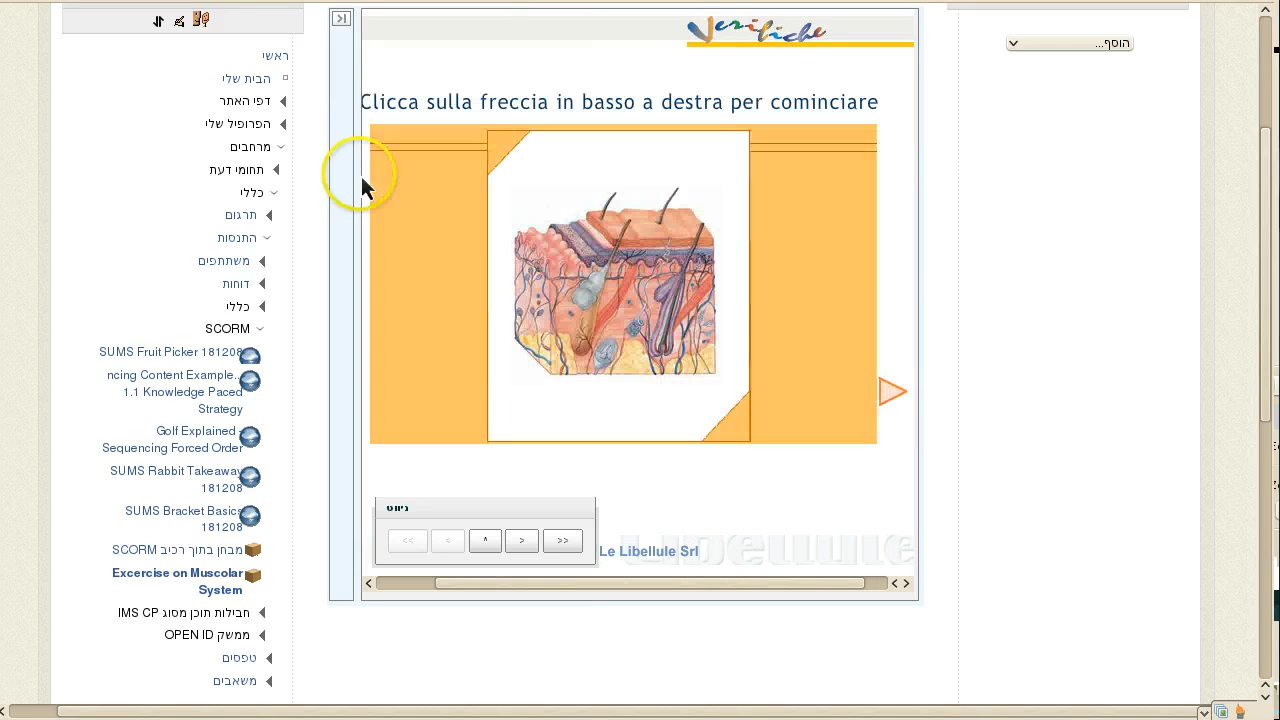 Verifiche
הוסף...
ראשי
הבית שלי
דפי האתר
הפרופיל שלי
מרחבים
תחומי דעת
כללי
תרגום
התנסות
משתתפים
דוחות
כללי
SCORM
SUMS Fruit Picker 181208
ncing Content Example..
1.1 Knowledge Paced
Strategy
Golf Explained -
Sequencing Forced Order
SUMS Rabbit Takeaway
181208
SUMS Bracket Basics
181208
מבחן בתוך רכיב SCORM
Excercise on Muscolar
System
חבילות תוכן מסוג IMS CP
ממשק OPEN ID
טפסים
משאבים
Clicca sulla freccia in basso a destra per cominciare
ניווט
<< < ^ > >>
Le Libellule Srl
Libellule